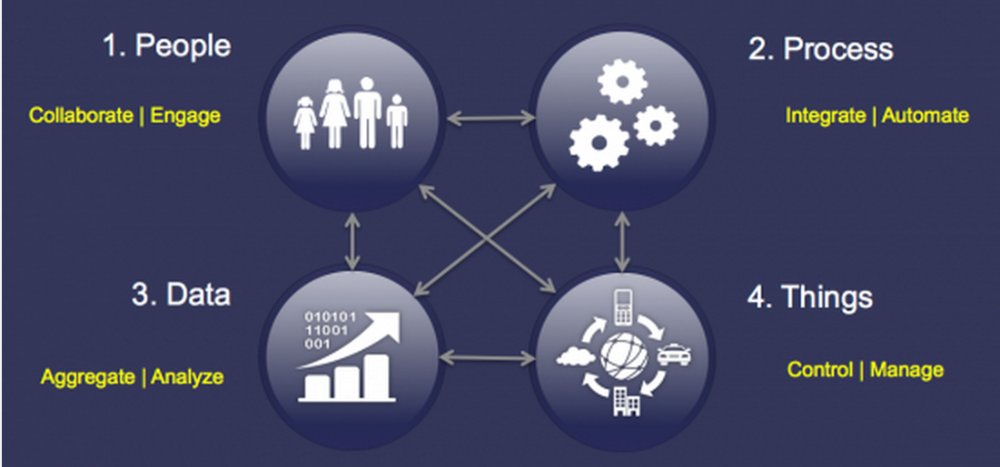 1. People
2. Process
Collaborate | Engage
Integrate | Automate
3. Data
4. Things
010101
11001
001
Aggregate | Analyze
Control | Manage